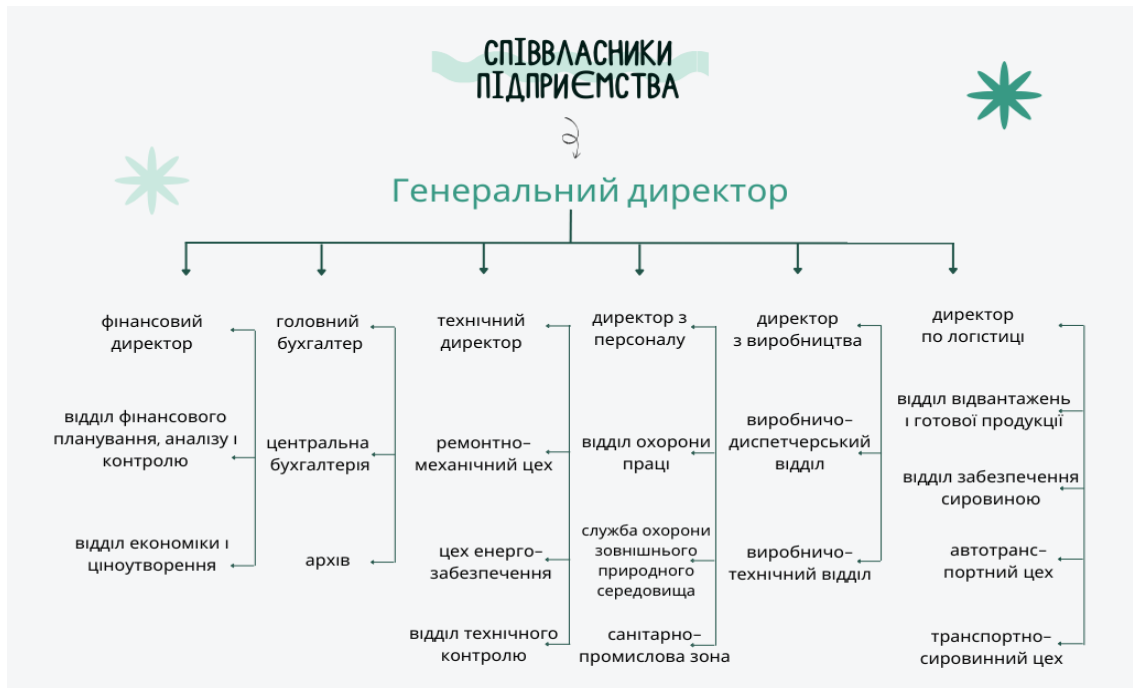 СПІВВЛАСНИКИ
ПІДПРИЄМСТВА
Генеральний директор
фінансовий
директор
відділ фінансового
планування, аналізу і
контролю
відділ економіки і
ціноутворення
головний
бухгалтер
центральна
бухгалтерія
архів
технічний
директор
ремонтно–
механічний цех
цех енерго–
забезпечення
відділ технічного
контролю
директор з
персоналу
відділ охорони
праці
служба охорони
зовнішнього
природного
середовища
санітарно–
промислова зона
директор
з виробництва
виробничо–
диспетчерський
відділ
виробничо–
технічний відділ
директор
по логістиці
відділ відвантажень
і готової продукції
відділ забезпечення
сировиною
автотранс–
портний цех
транспортно–
сировинний цех